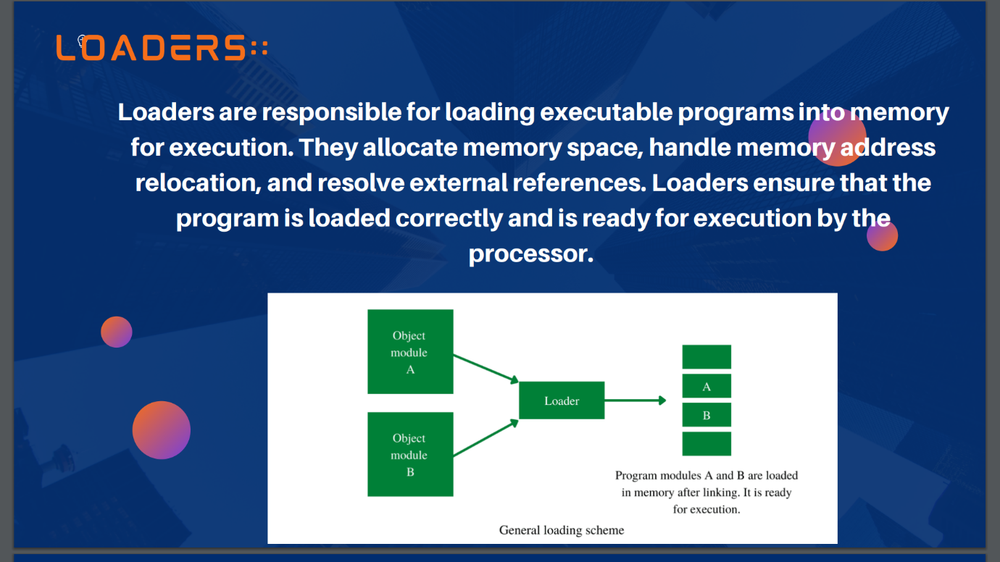 LOADERS::
Loaders are responsible for loading executable programs into memory
for execution. They allocate memory space, handle memory address
relocation, and resolve external references. Loaders ensure that the
program is loaded correctly and is ready for execution by the
processor.
Object
module
A
Object
module
B
Loader
A
B
Program modules A and B are loaded
in memory after linking. It is ready
for execution.
General loading scheme